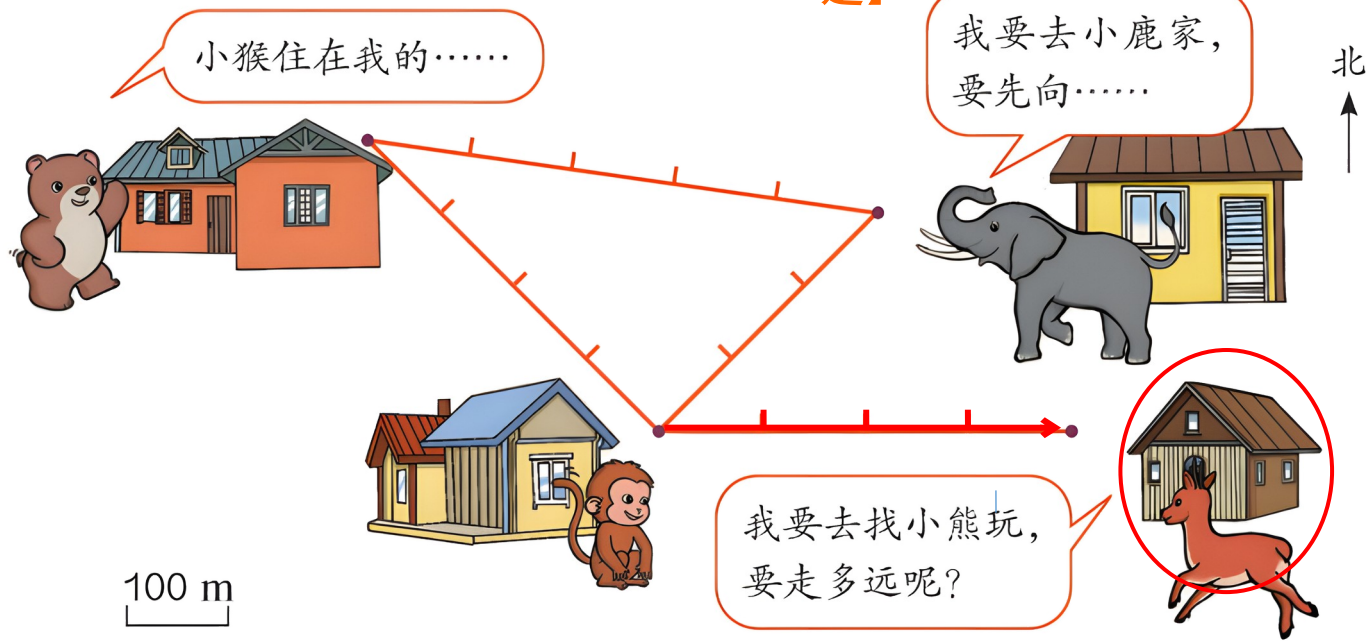 小猴住在我的……
我要去小鹿家，
要先向……
北
我要去找小熊玩，
要走多远呢？
100 m